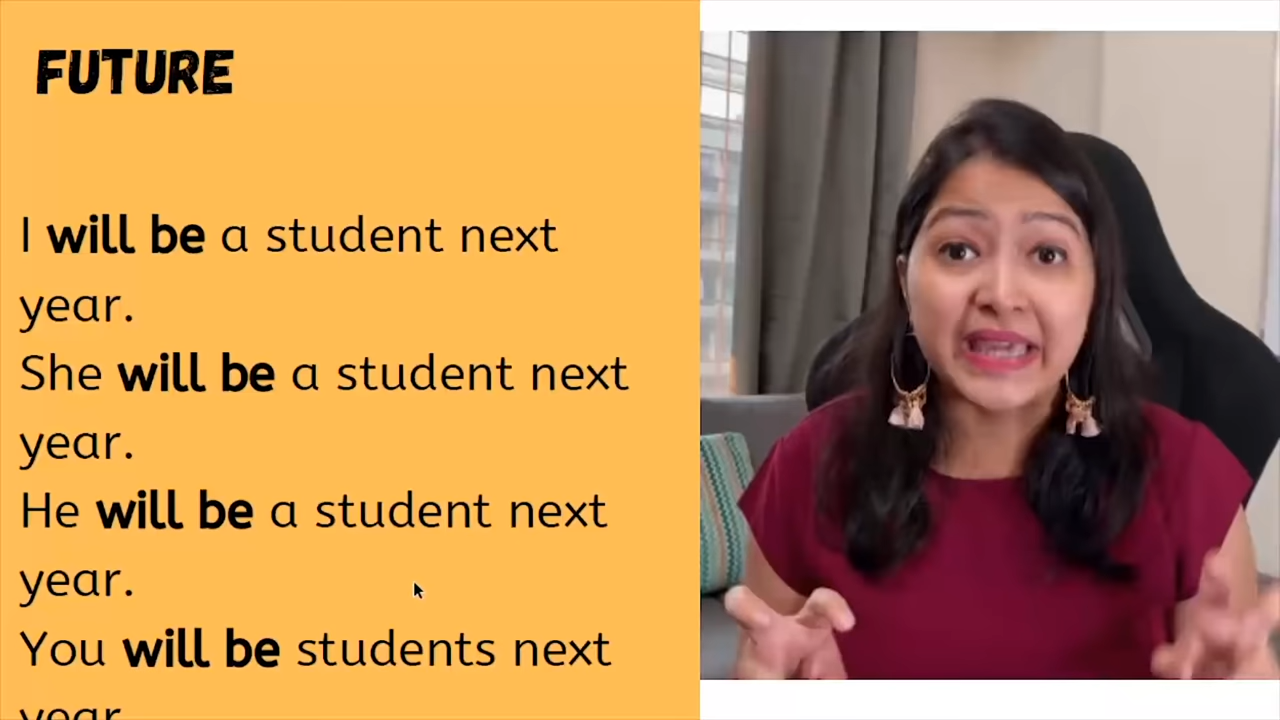 FUTURE
I will be a student next
year.
She will be a student next
year.
He will be a student next
year.
You will be students next
year